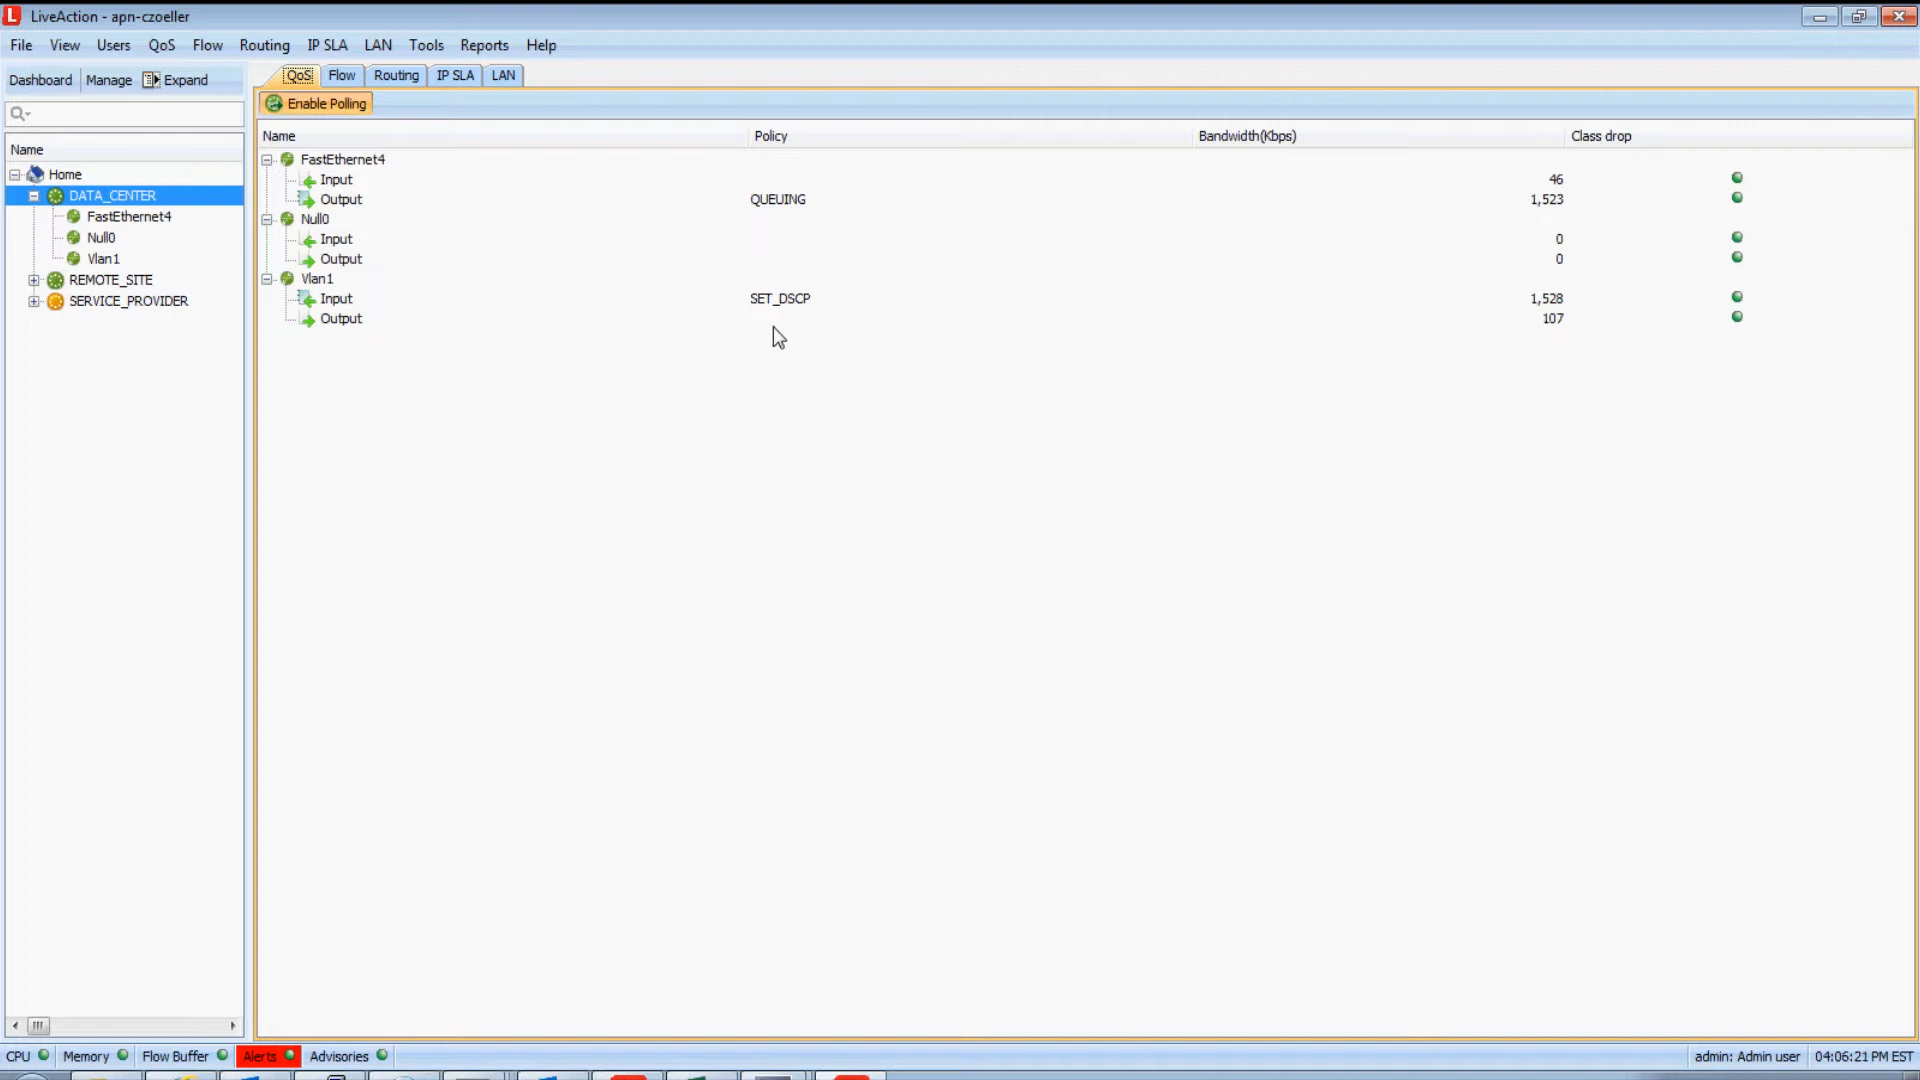 LiveAction - apn-czoeller
File View Users QoS Flow Routing IP SLA LAN Tools Reports Help
Dashboard Manage Expand
QoS Flow Routing IP SLA LAN
Enable Polling
Name
Home
DATA_CENTER
FastEthernet4
Null0
Vlan1
REMOTE_SITE
SERVICE_PROVIDER
Name Policy Bandwidth(Kbps) Class drop
FastEthernet4
Input 46
Output QUEUING 1,523
Null0
Input 0
Output 0
Vlan1
Input SET_DSCP 1,528
Output 107
CPU Memory Flow Buffer Alerts Advisories admin: Admin user 04:06:21 PM EST